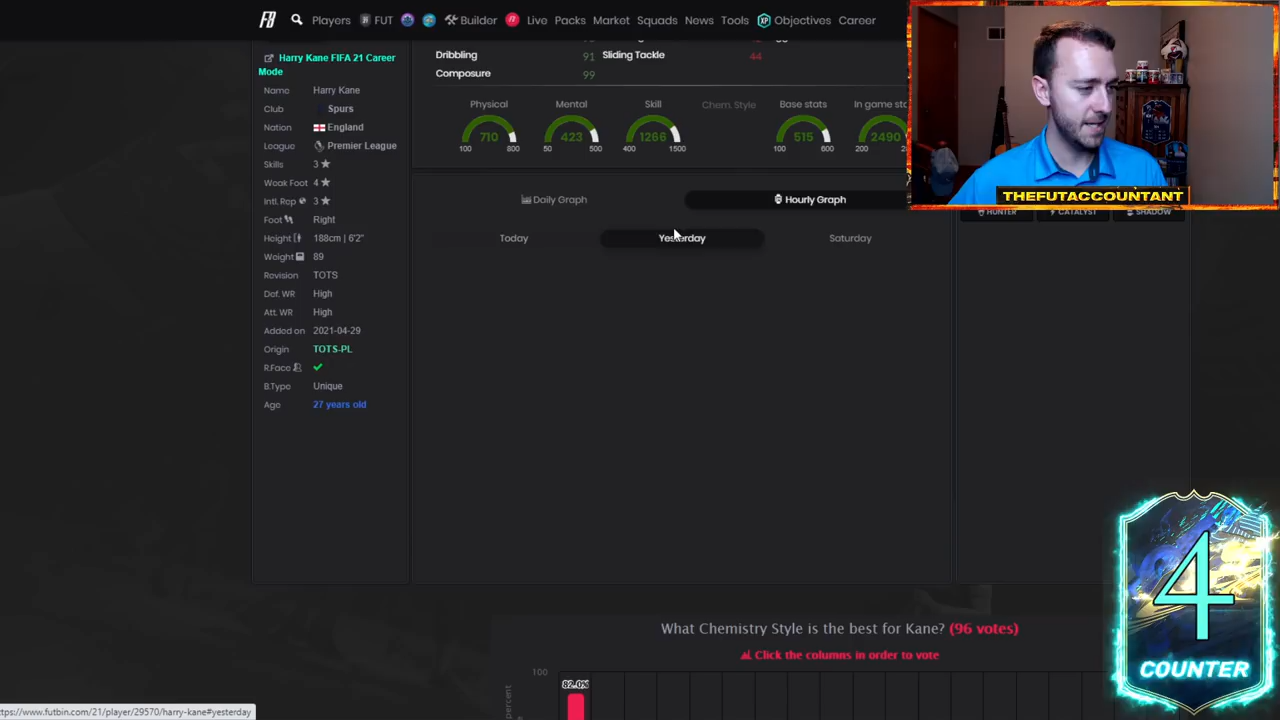 Players FUT Builder Live Packs Market Squads News Tools XP Objectives Career
Harry Kane FIFA 21 Career Mode
Name Harry Kane
Club Spurs
Nation England
League Premier League
Skills 3
Weak Foot 4
Intl.Rep 3
Foot Right
Height 188cm | 6'2"
Weight 89
Revision TOTS
Def. WR High
Att. WR High
Added on 2021-04-29
Origin TOTS-PL
R.Face
B.Type Unique
Age 27 years old
Dribbling 91 Sliding Tackle 44
Composure 99
Physical Mental Skill Chem. Style Base stats In game sta
710 423 1266 515 2490
100 800 50 500 400 1500 100 600 200
Daily Graph Hourly Graph
Today Yesterday Saturday
THEFUTACCOUNTANT
HUNTER CATALYST SHADOW
What Chemistry Style is the best for Kane? (96 votes)
Click the columns in order to vote
100
82.0%
percent
4
COUNTER
ttps://www.futbin.com/21/player/29570/harry-kane#yesterday